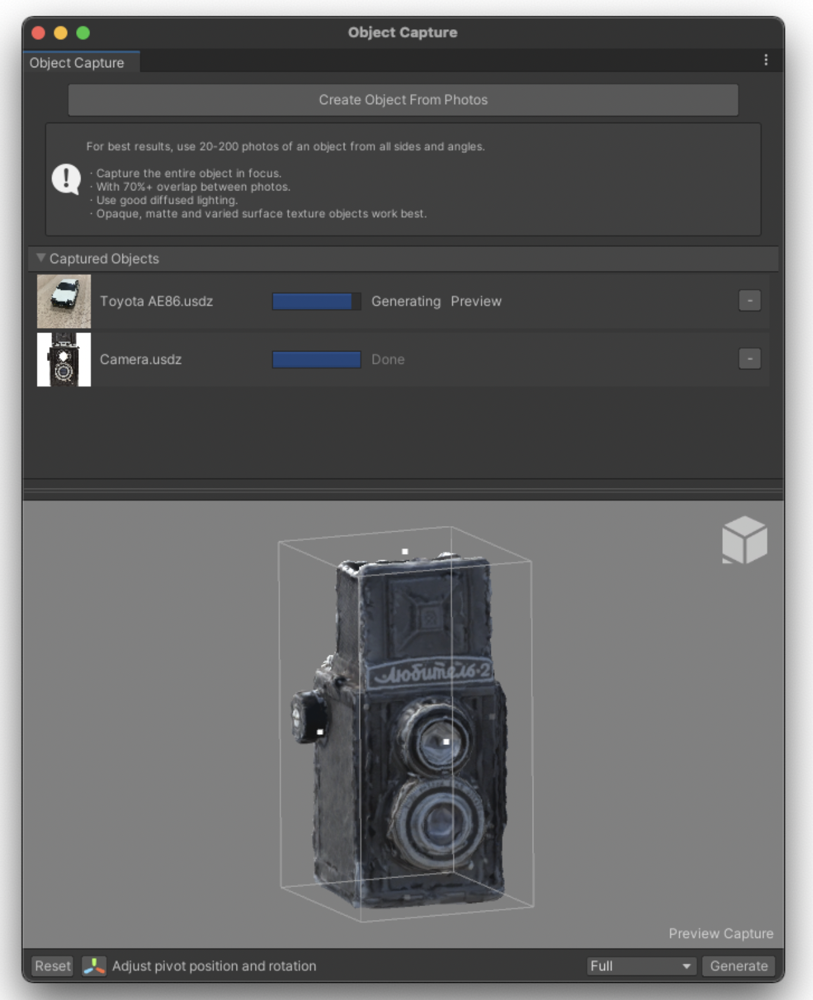 Object Capture
Object Capture
Create Object From Photos
For best results, use 20-200 photos of an object from all sides and angles.
· Capture the entire object in focus.
· With 70%+ overlap between photos.
· Use good diffused lighting.
· Opaque, matte and varied surface texture objects work best.
Captured Objects
Toyota AE86.usdz Generating Preview -
Camera.usdz Done -
Любитель·2
Preview Capture
Reset Adjust pivot position and rotation Full Generate